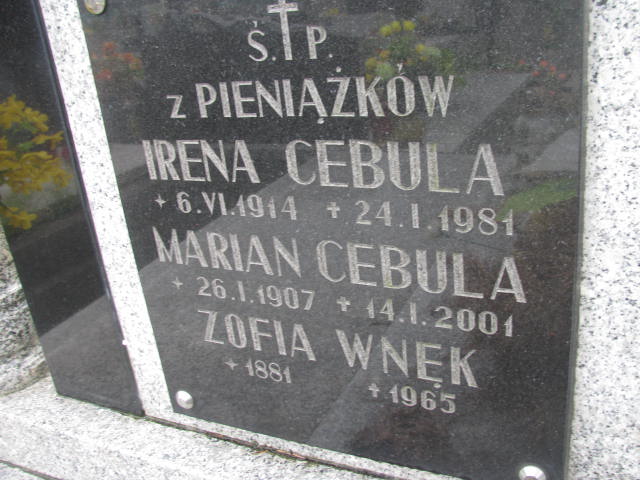 Ś.†P.
z PIENIĄŻKÓW
IRENA CEBULA
* 6.VI.1914 † 24.I.1981
MARIAN CEBULA
* 26.I.1907 † 14.I.2001
ZOFIA WNĘK
* 1881 † 1965